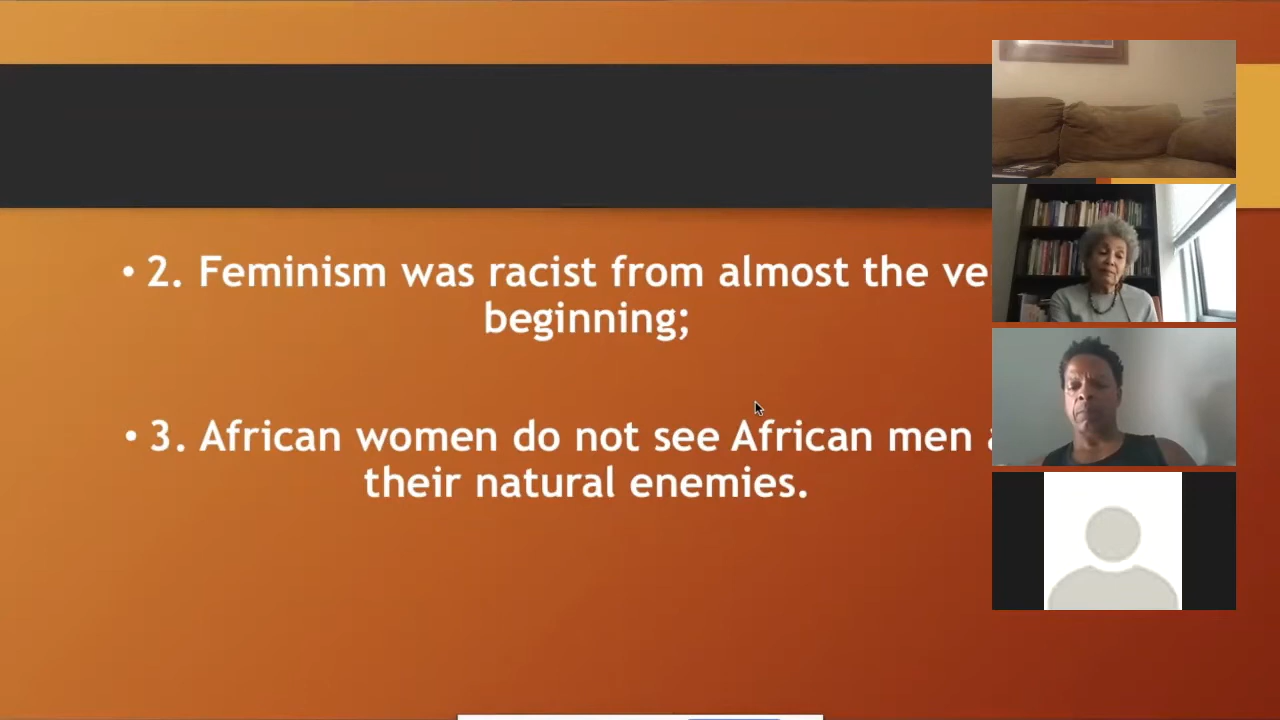 • 2. Feminism was racist from almost the ve
beginning;
• 3. African women do not see African men
their natural enemies.